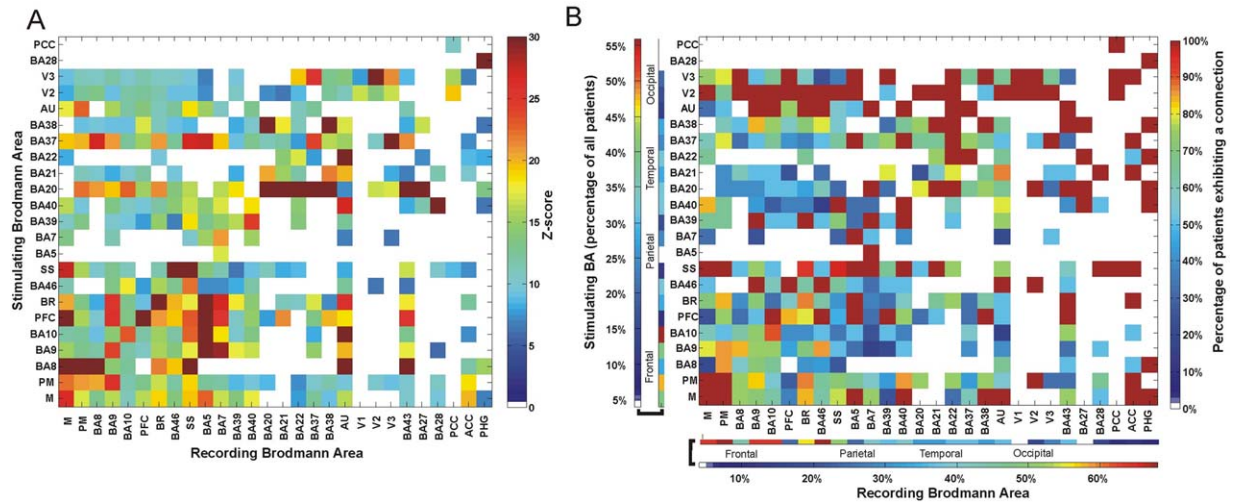 A
Stimulating Brodmann Area
PCC
BA28
V3
V2
AU
BA38
BA37
BA22
BA21
BA20
BA40
BA39
BA7
BA5
SS
BA46
BR
PFC
BA10
BA9
BA8
PM
M
M PM BA8 BA9 BA10 PFC BR BA46 SS BA5 BA7 BA39 BA40 BA20 BA21 BA22 BA37 BA38 AU V1 V2 V3 BA43 BA27 BA28 PCC ACC PHG
Recording Brodmann Area
30
25
20
15
10
5
0
Z-score
B
Stimulating BA (percentage of all patients)
55%
50%
45%
40%
35%
30%
25%
20%
15%
10%
5%
Occipital
Temporal
Parietal
Frontal
PCC
BA28
V3
V2
AU
BA38
BA37
BA22
BA21
BA20
BA40
BA39
BA7
BA5
SS
BA46
BR
PFC
BA10
BA9
BA8
PM
M
M PM BA8 BA9 BA10 PFC BR BA46 SS BA5 BA7 BA39 BA40 BA20 BA21 BA22 BA37 BA38 AU V1 V2 V3 BA43 BA27 BA28 PCC ACC PHG
Frontal Parietal Temporal Occipital
10% 20% 30% 40% 50% 60%
Recording Brodmann Area
100%
90%
80%
70%
60%
50%
40%
30%
20%
10%
0%
Percentage of patients exhibiting a connection